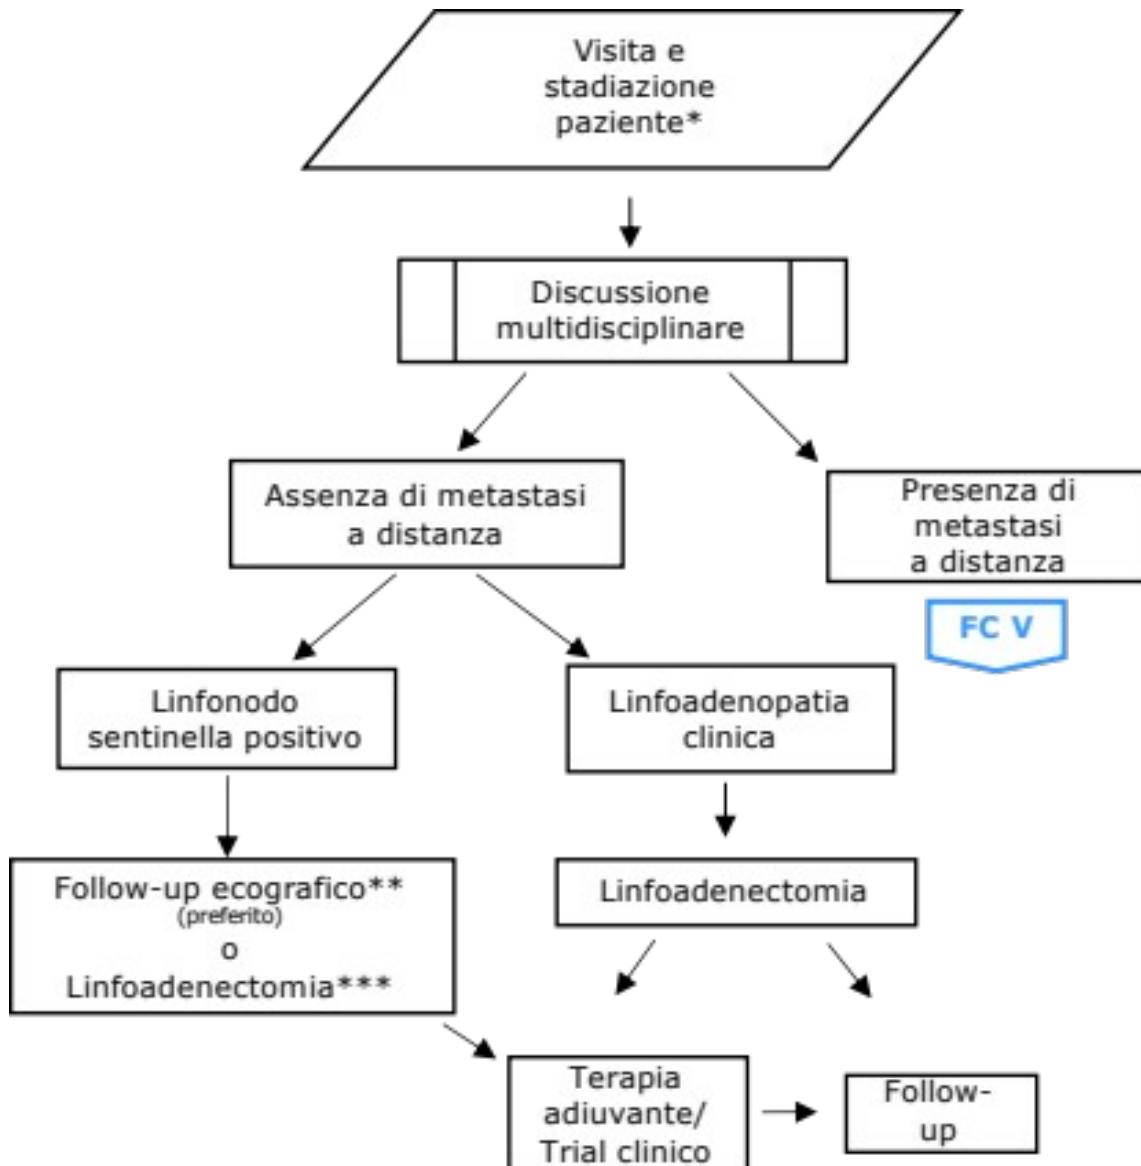 Visita e
stadiazione
paziente*
Discussione
multidisciplinare
Assenza di metastasi
a distanza
Presenza di
metastasi
a distanza
FC V
Linfonodo
sentinella positivo
Linfoadenopatia
clinica
Follow-up ecografico**
(preferito)
o
Linfoadenectomia***
Linfoadenectomia
Terapia
adiuvante/
Trial clinico
Follow-
up